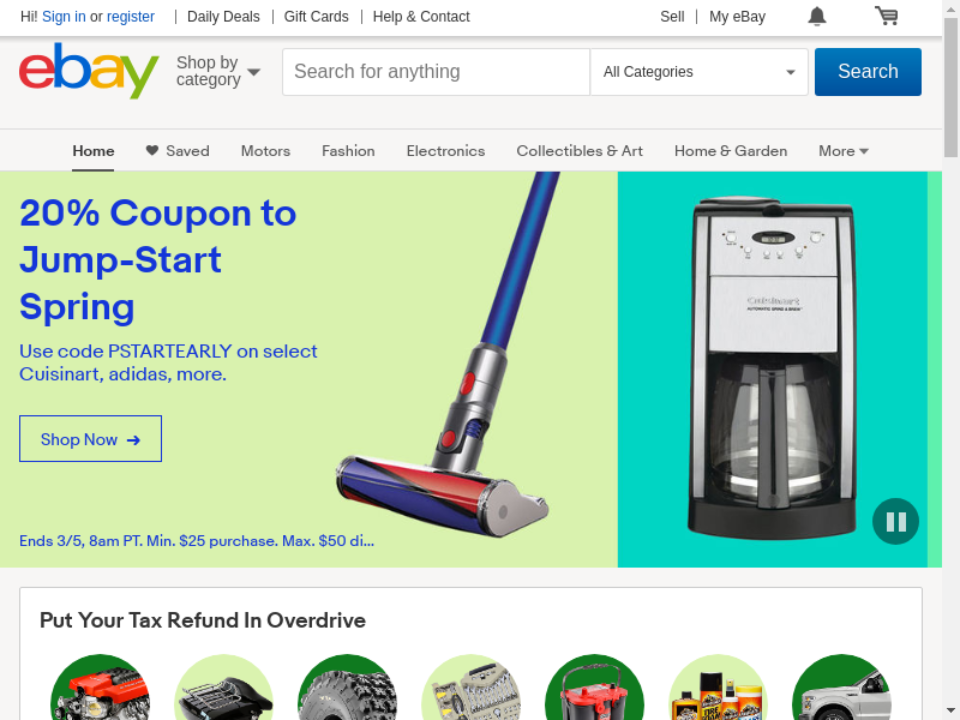 Hi! Sign in or register | Daily Deals | Gift Cards | Help & Contact
Sell | My eBay
ebay
Shop by
category
Search for anything
All Categories
Search
Home
Saved
Motors
Fashion
Electronics
Collectibles & Art
Home & Garden
More
20% Coupon to
Jump-Start
Spring
Use code PSTARTEARLY on select
Cuisinart, adidas, more.
Shop Now →
Ends 3/5, 8am PT. Min. $25 purchase. Max. $50 di...
Cuisinart
AUTOMATIC GRIND & BREW
Put Your Tax Refund In Overdrive